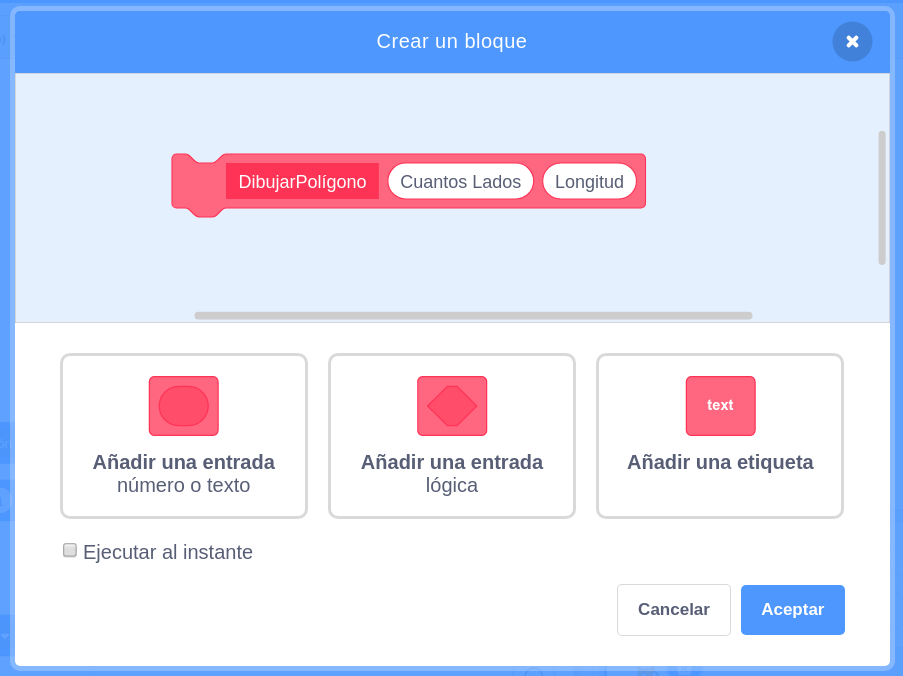 Crear un bloque
DibujarPolígono Cuantos Lados Longitud
text
Añadir una entrada
número o texto
Añadir una entrada
lógica
Añadir una etiqueta
Ejecutar al instante
Cancelar Aceptar